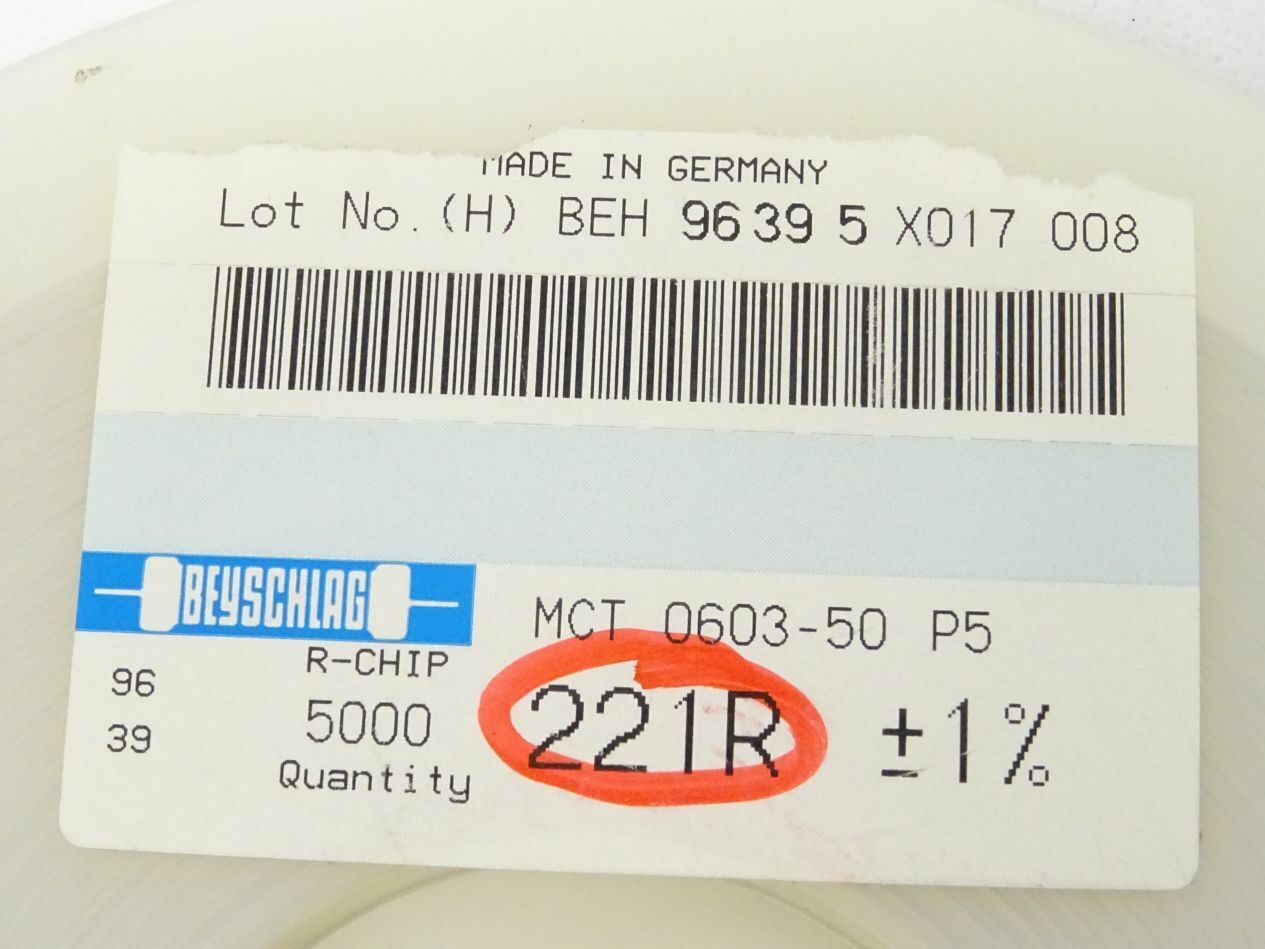 MADE IN GERMANY
Lot No.(H) BEH 96 39 5 X017 008
BEYSCHLAG
MCT 0603-50 P5
R-CHIP
96
5000
221R ±1%
39
Quantity